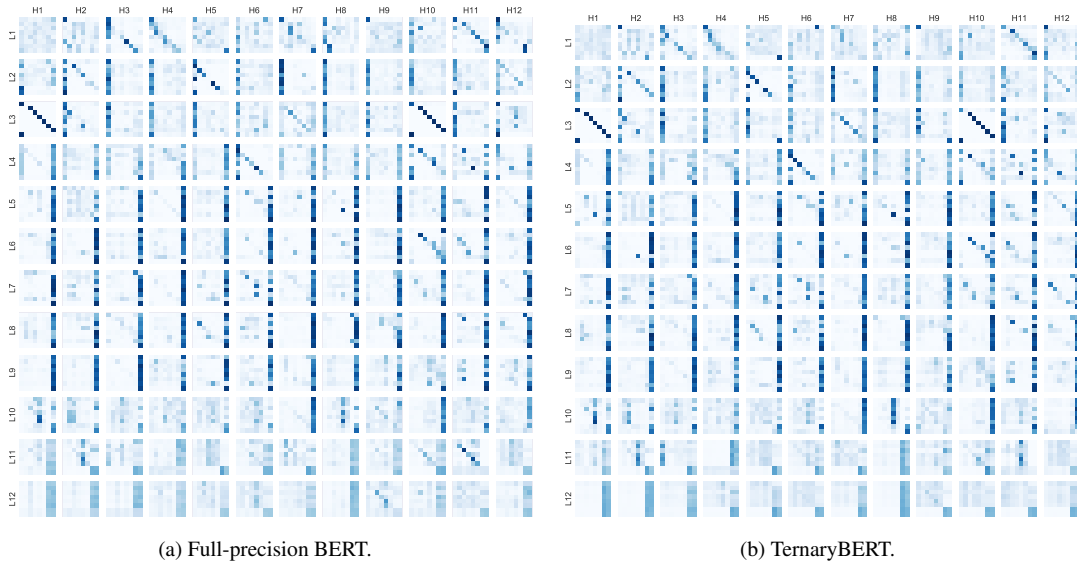 H1 H2 H3 H4 H5 H6 H7 H8 H9 H10 H11 H12
L1
L2
L3
L4
L5
L6
L7
L8
L9
L10
L11
L12
(a) Full-precision BERT.
H1 H2 H3 H4 H5 H6 H7 H8 H9 H10 H11 H12
L1
L2
L3
L4
L5
L6
L7
L8
L9
L10
L11
L12
(b) TernaryBERT.